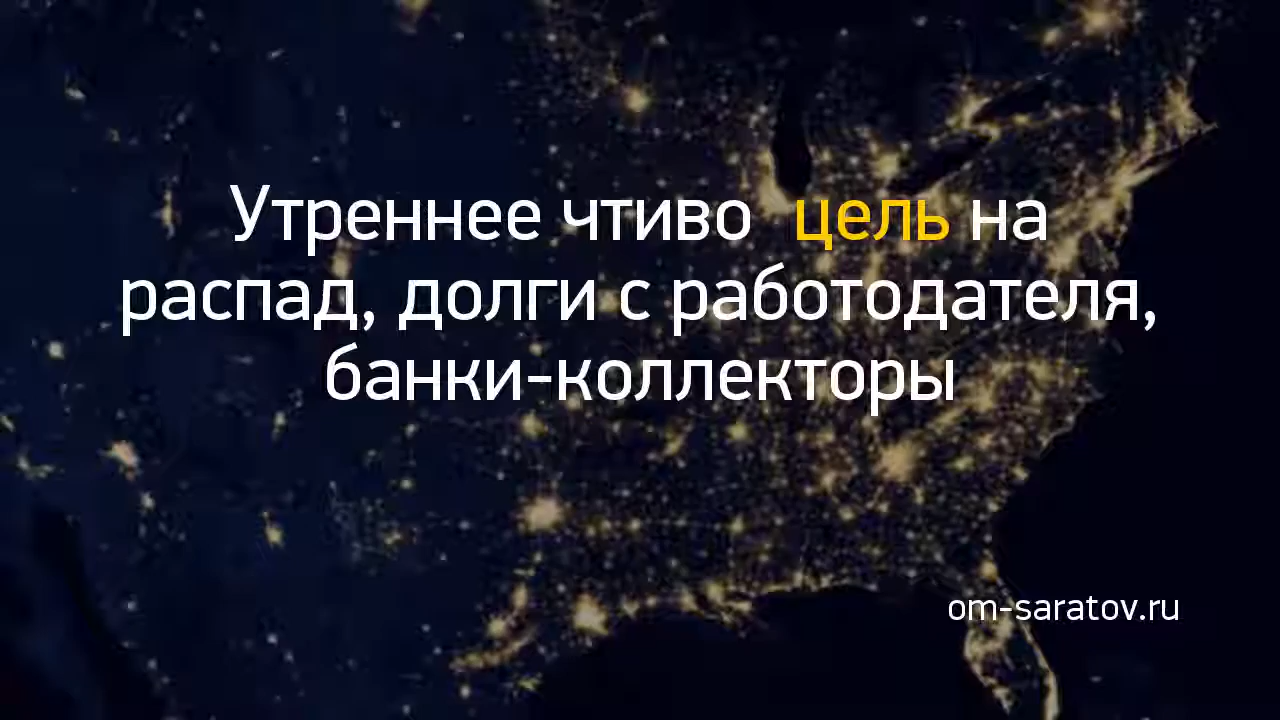 Утреннее чтиво цель на
распад, долги с работодателя,
банки-коллекторы
om-saratov.ru